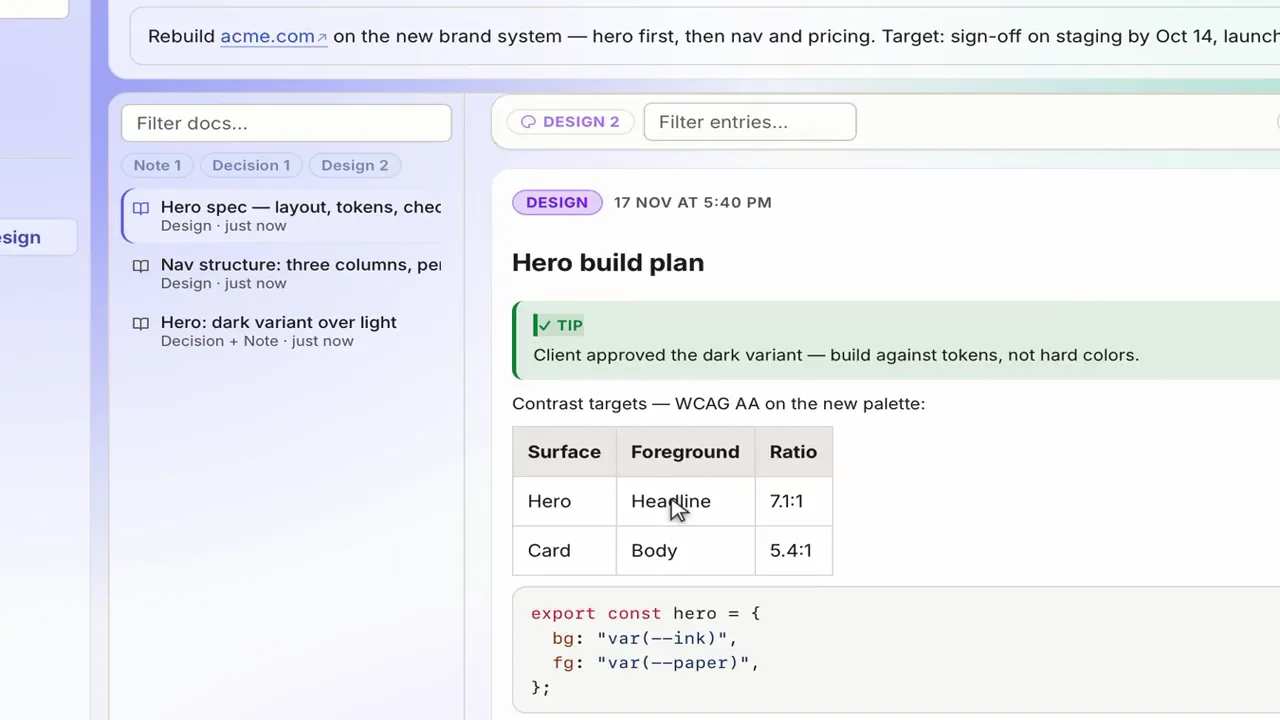 Rebuild acme.com↗ on the new brand system — hero first, then nav and pricing. Target: sign-off on staging by Oct 14, launch
Filter docs...
Note 1 Decision 1 Design 2
Hero spec — layout, tokens, chec
Design · just now
Nav structure: three columns, per
Design · just now
Hero: dark variant over light
Decision + Note · just now
esign
DESIGN 2 Filter entries...
DESIGN 17 NOV AT 5:40 PM
Hero build plan
✓ TIP
Client approved the dark variant — build against tokens, not hard colors.
Contrast targets — WCAG AA on the new palette:
Surface Foreground Ratio
Hero Headline 7.1:1
Card Body 5.4:1
export const hero = {
  bg: "var(--ink)",
  fg: "var(--paper)",
};